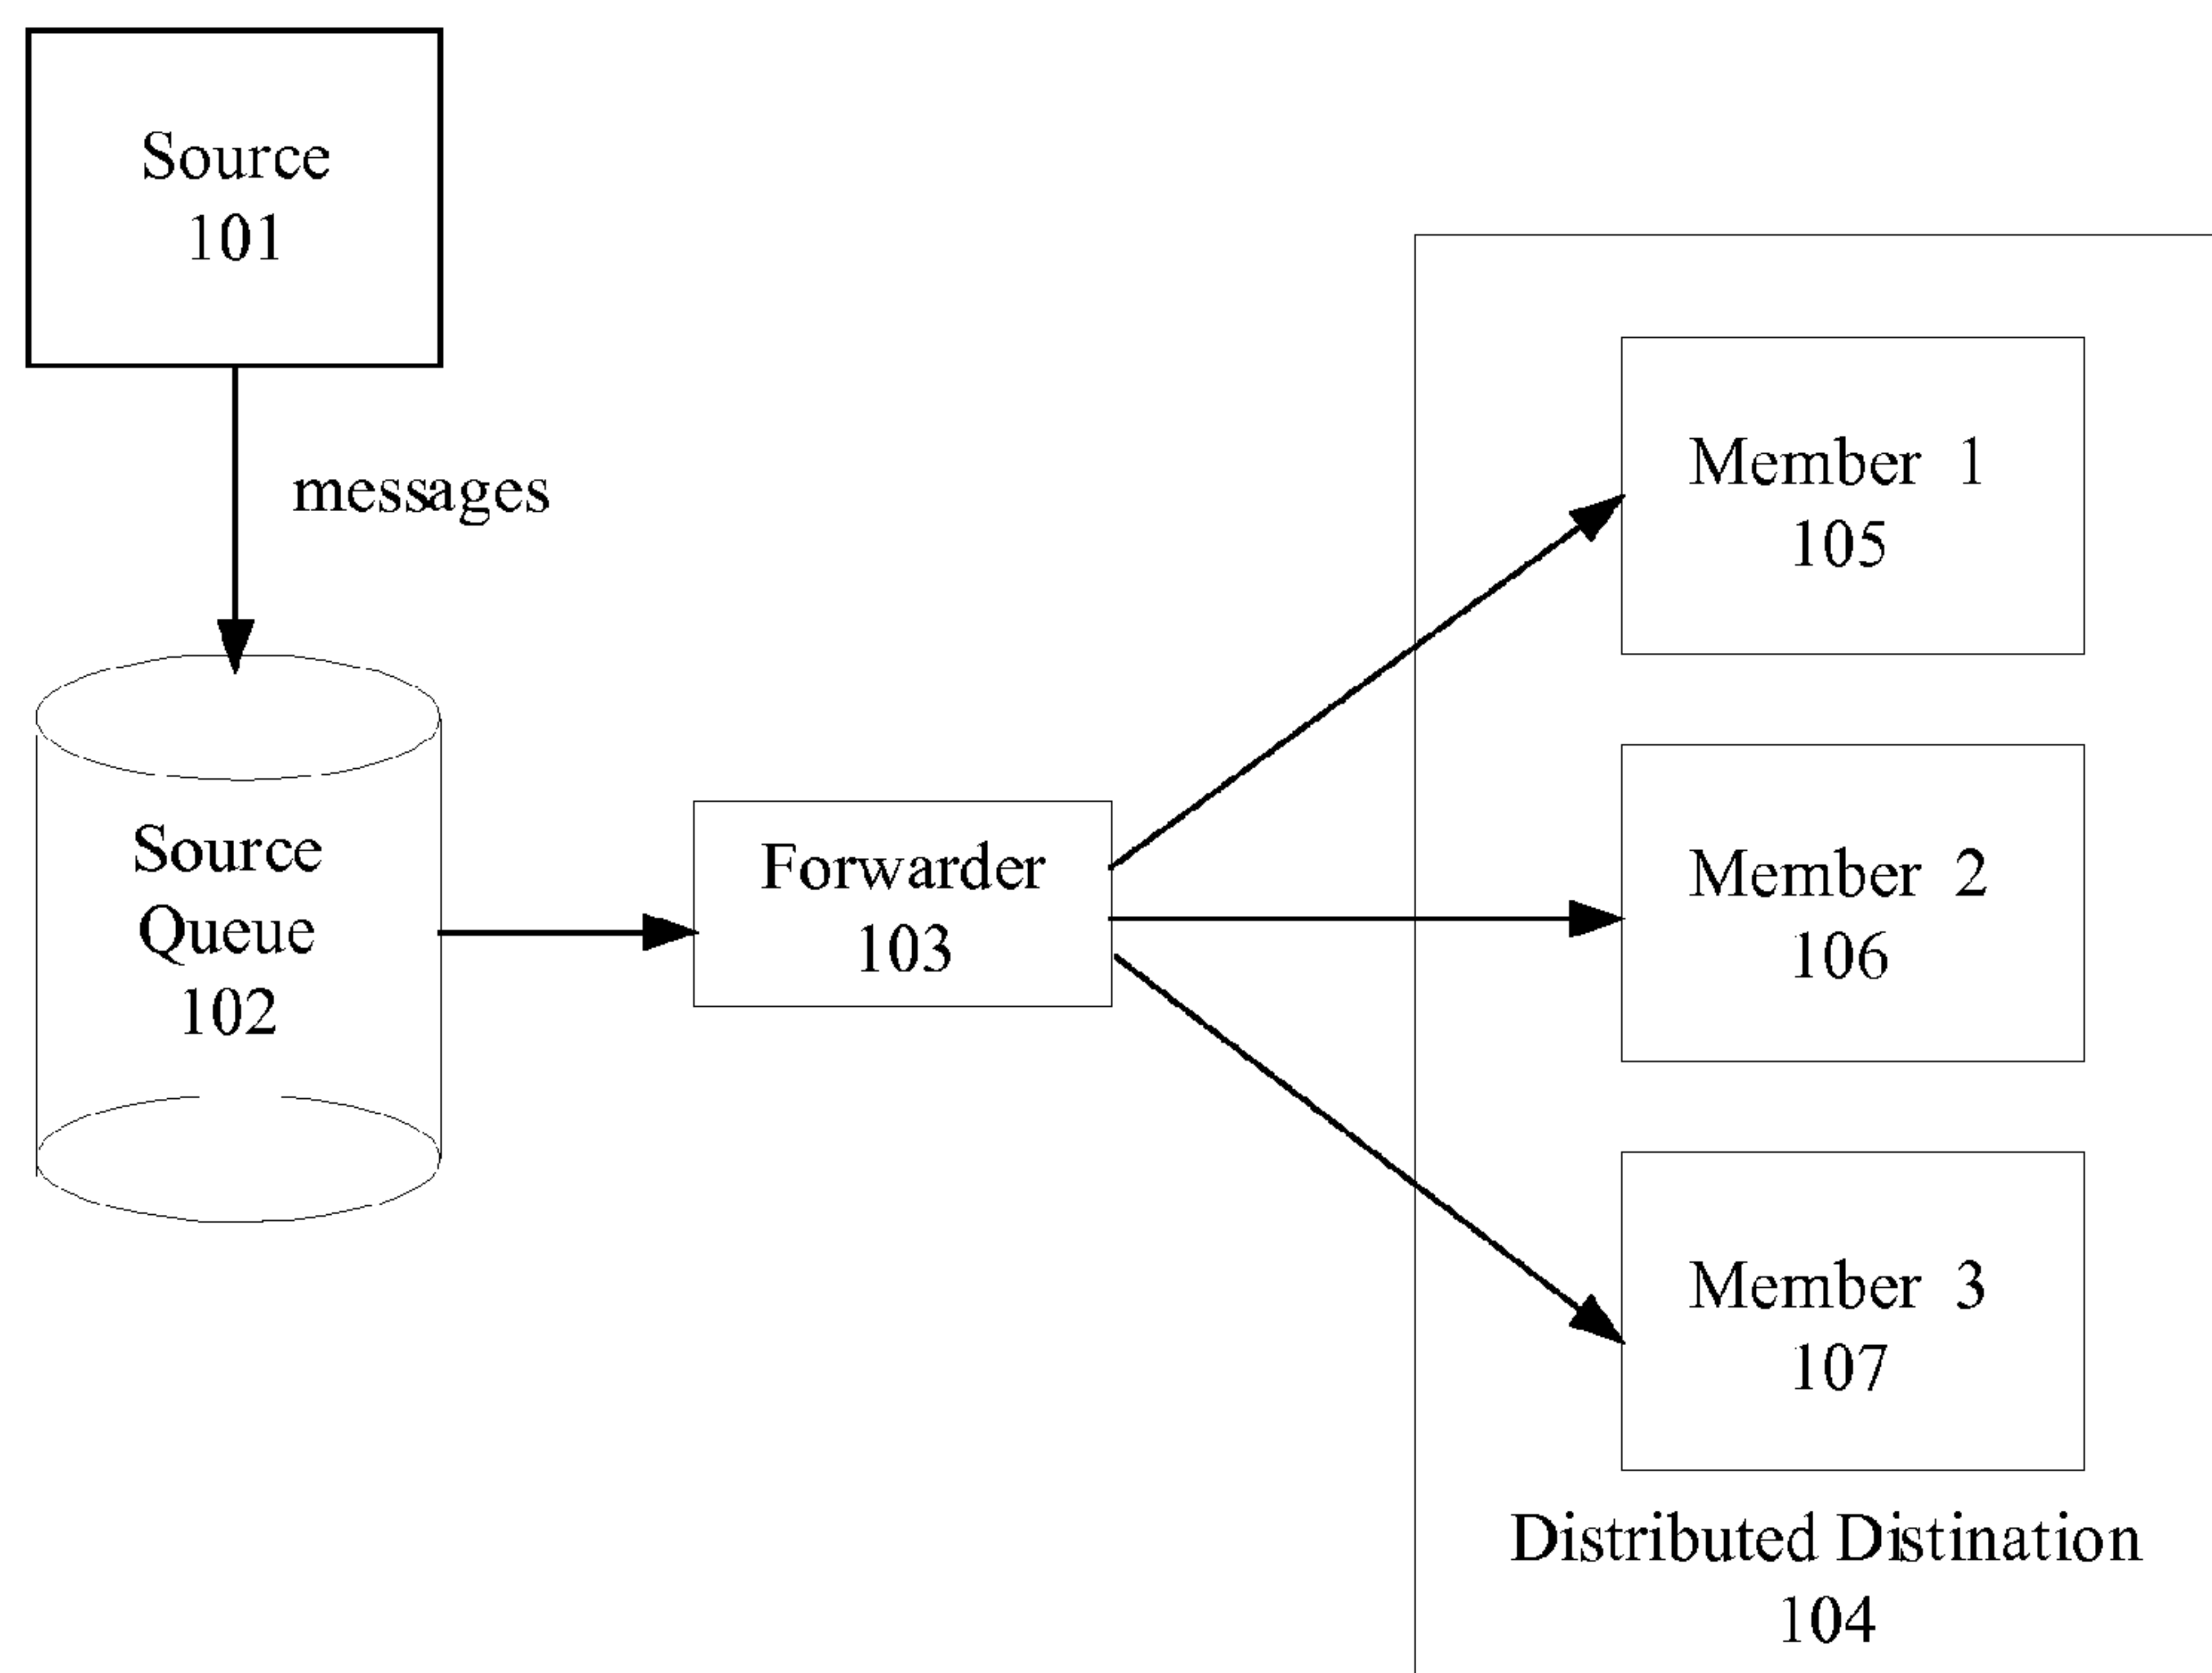 Source
101
messages
Source
Queue
102
Forwarder
103
Member 1
105
Member 2
106
Member 3
107
Distributed Distination
104